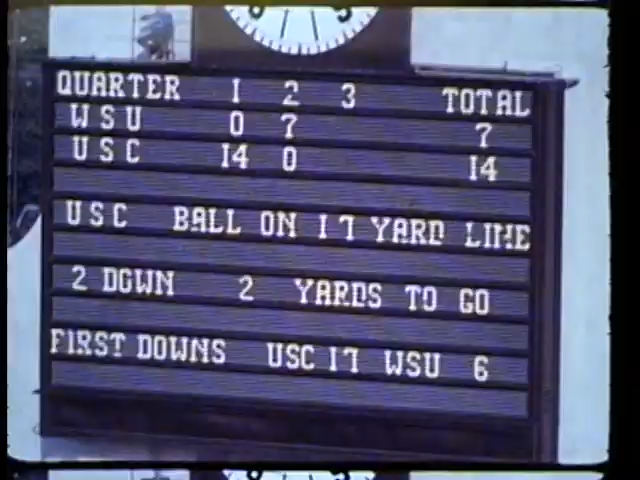 QUARTER 1 2 3 TOTAL
WSU 0 7 7
USC 14 0 14
USC BALL ON 17 YARD LINE
2 DOWN 2 YARDS TO GO
FIRST DOWNS USC 17 WSU 6